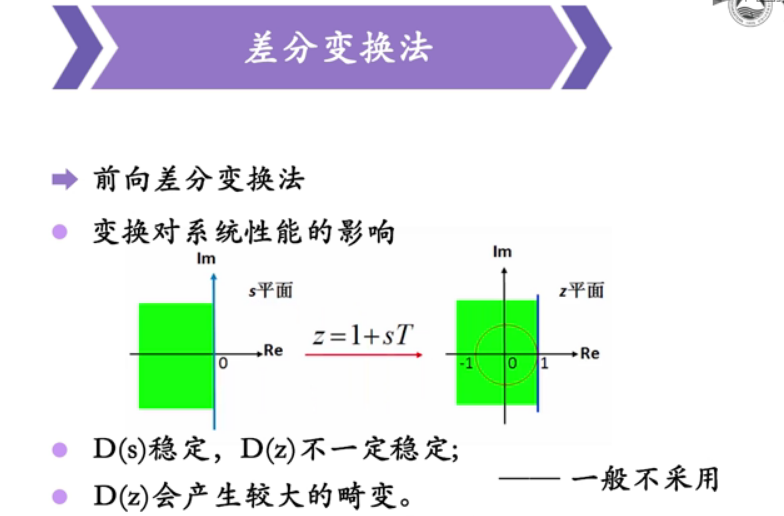 差分变换法
前向差分变换法
变换对系统性能的影响
Im
s平面
Re
0
z=1+sT
Im
z平面
Re
-1
0
1
D(s)稳定，D(z)不一定稳定;
—— 一般不采用
D(z)会产生较大的畸变。